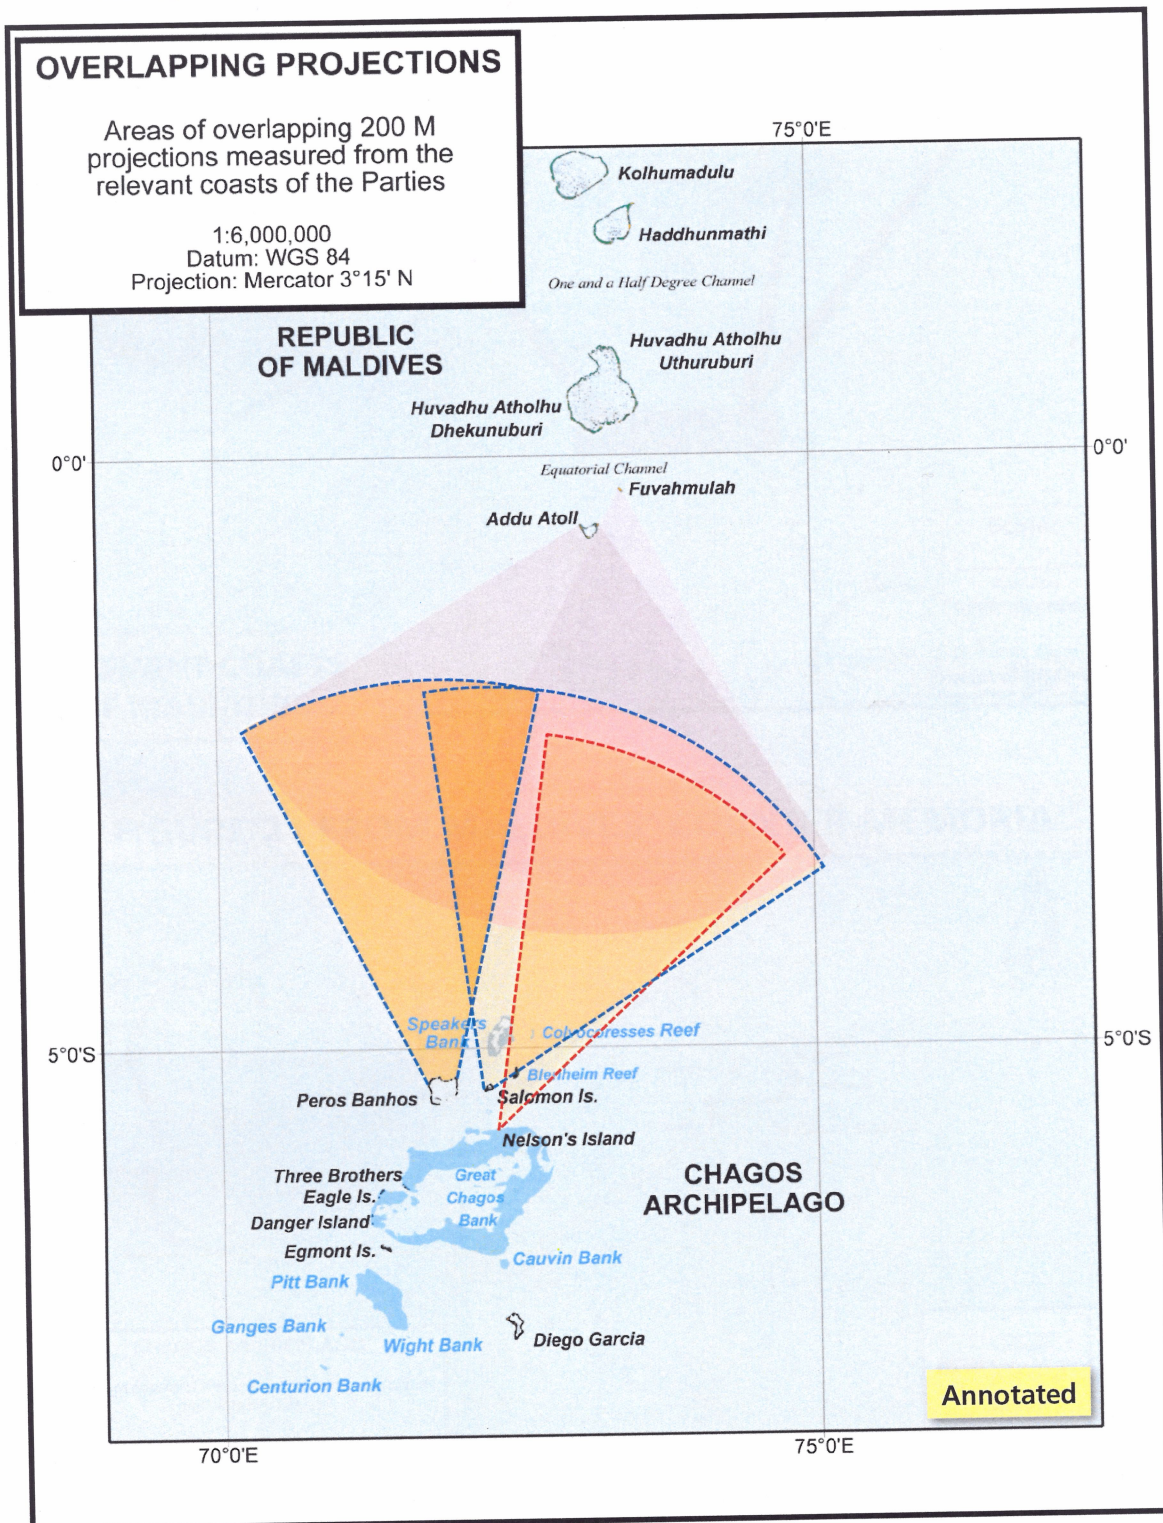 OVERLAPPING PROJECTIONS
Areas of overlapping 200 M
projections measured from the
relevant coasts of the Parties
1:6,000,000
Datum: WGS 84
Projection: Mercator 3°15' N
75°0'E
Kolhumadulu
Haddhunmathi
One and a Half Degree Channel
REPUBLIC
OF MALDIVES
Huvadhu Atholhu
Uthuruburi
Huvadhu Atholhu
Dhekunuburi
0°0'
0°0'
Equatorial Channel
Fuvahmulah
Addu Atoll
Speakers
Bank
Colvocoresses Reef
5°0'S
5°0'S
Blenheim Reef
Peros Banhos
Salomon Is.
Nelson's Island
Three Brothers
Eagle Is.
Danger Island
Egmont Is.
Great
Chagos
Bank
CHAGOS
ARCHIPELAGO
Cauvin Bank
Pitt Bank
Ganges Bank
Wight Bank
Diego Garcia
Centurion Bank
Annotated
70°0'E
75°0'E